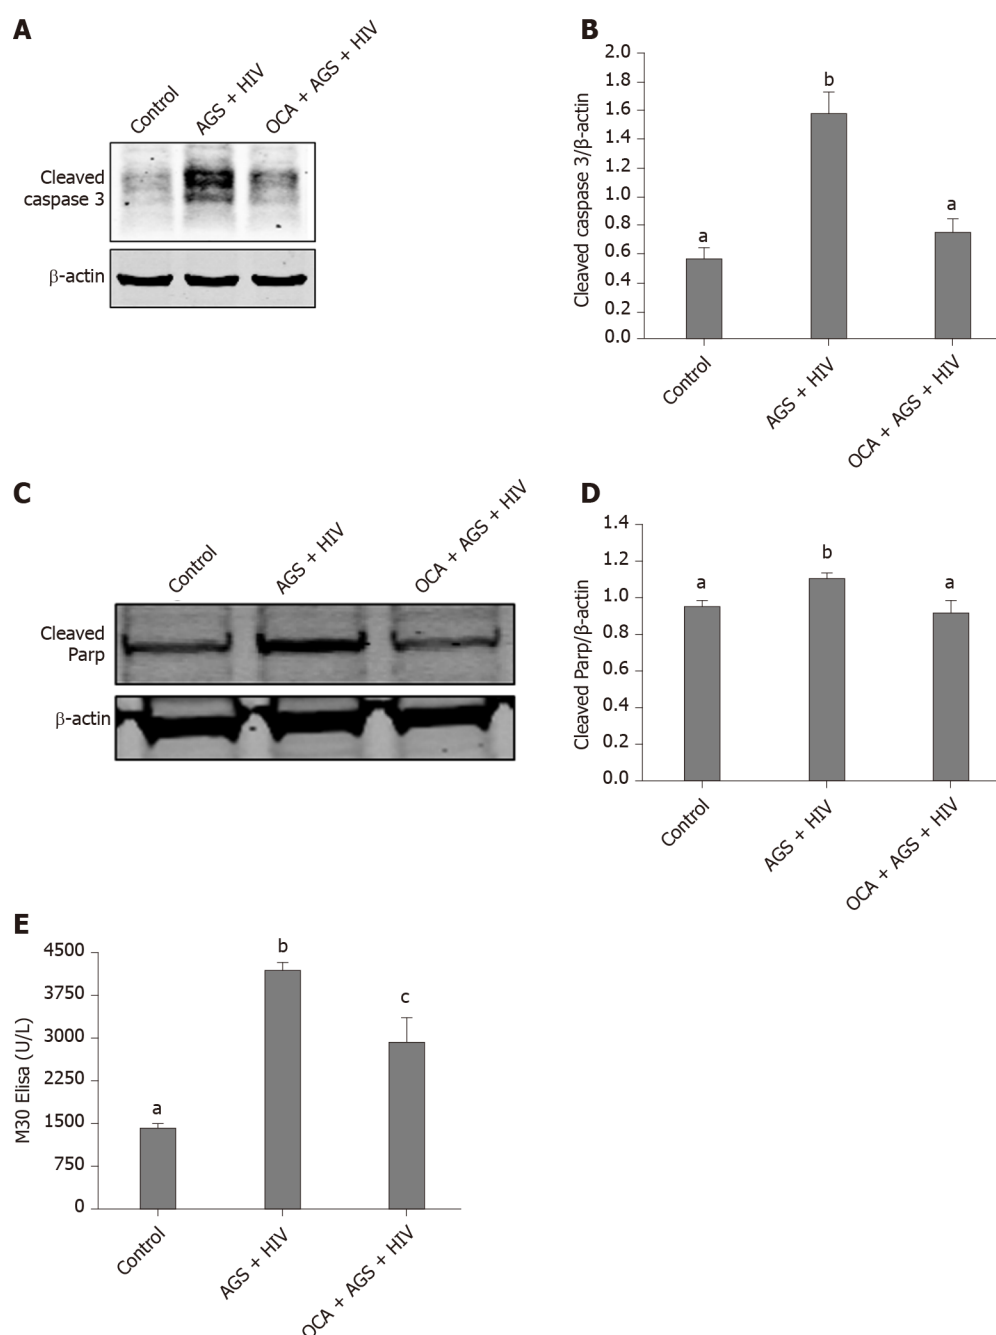 A
Control
AGS + HIV
OCA + AGS + HIV
Cleaved
caspase 3
β-actin
B
Cleaved caspase 3/β-actin
2.0
1.8
1.6
1.4
1.2
1.0
0.8
0.6
0.4
0.2
0.0
a
b
a
Control
AGS + HIV
OCA + AGS + HIV
C
Control
AGS + HIV
OCA + AGS + HIV
Cleaved
Parp
β-actin
D
Cleaved Parp/β-actin
1.4
1.2
1.0
0.8
0.6
0.4
0.2
0.0
a
b
a
Control
AGS + HIV
OCA + AGS + HIV
E
M30 Elisa (U/L)
4500
3750
3000
2250
1500
750
0
a
b
c
Control
AGS + HIV
OCA + AGS + HIV